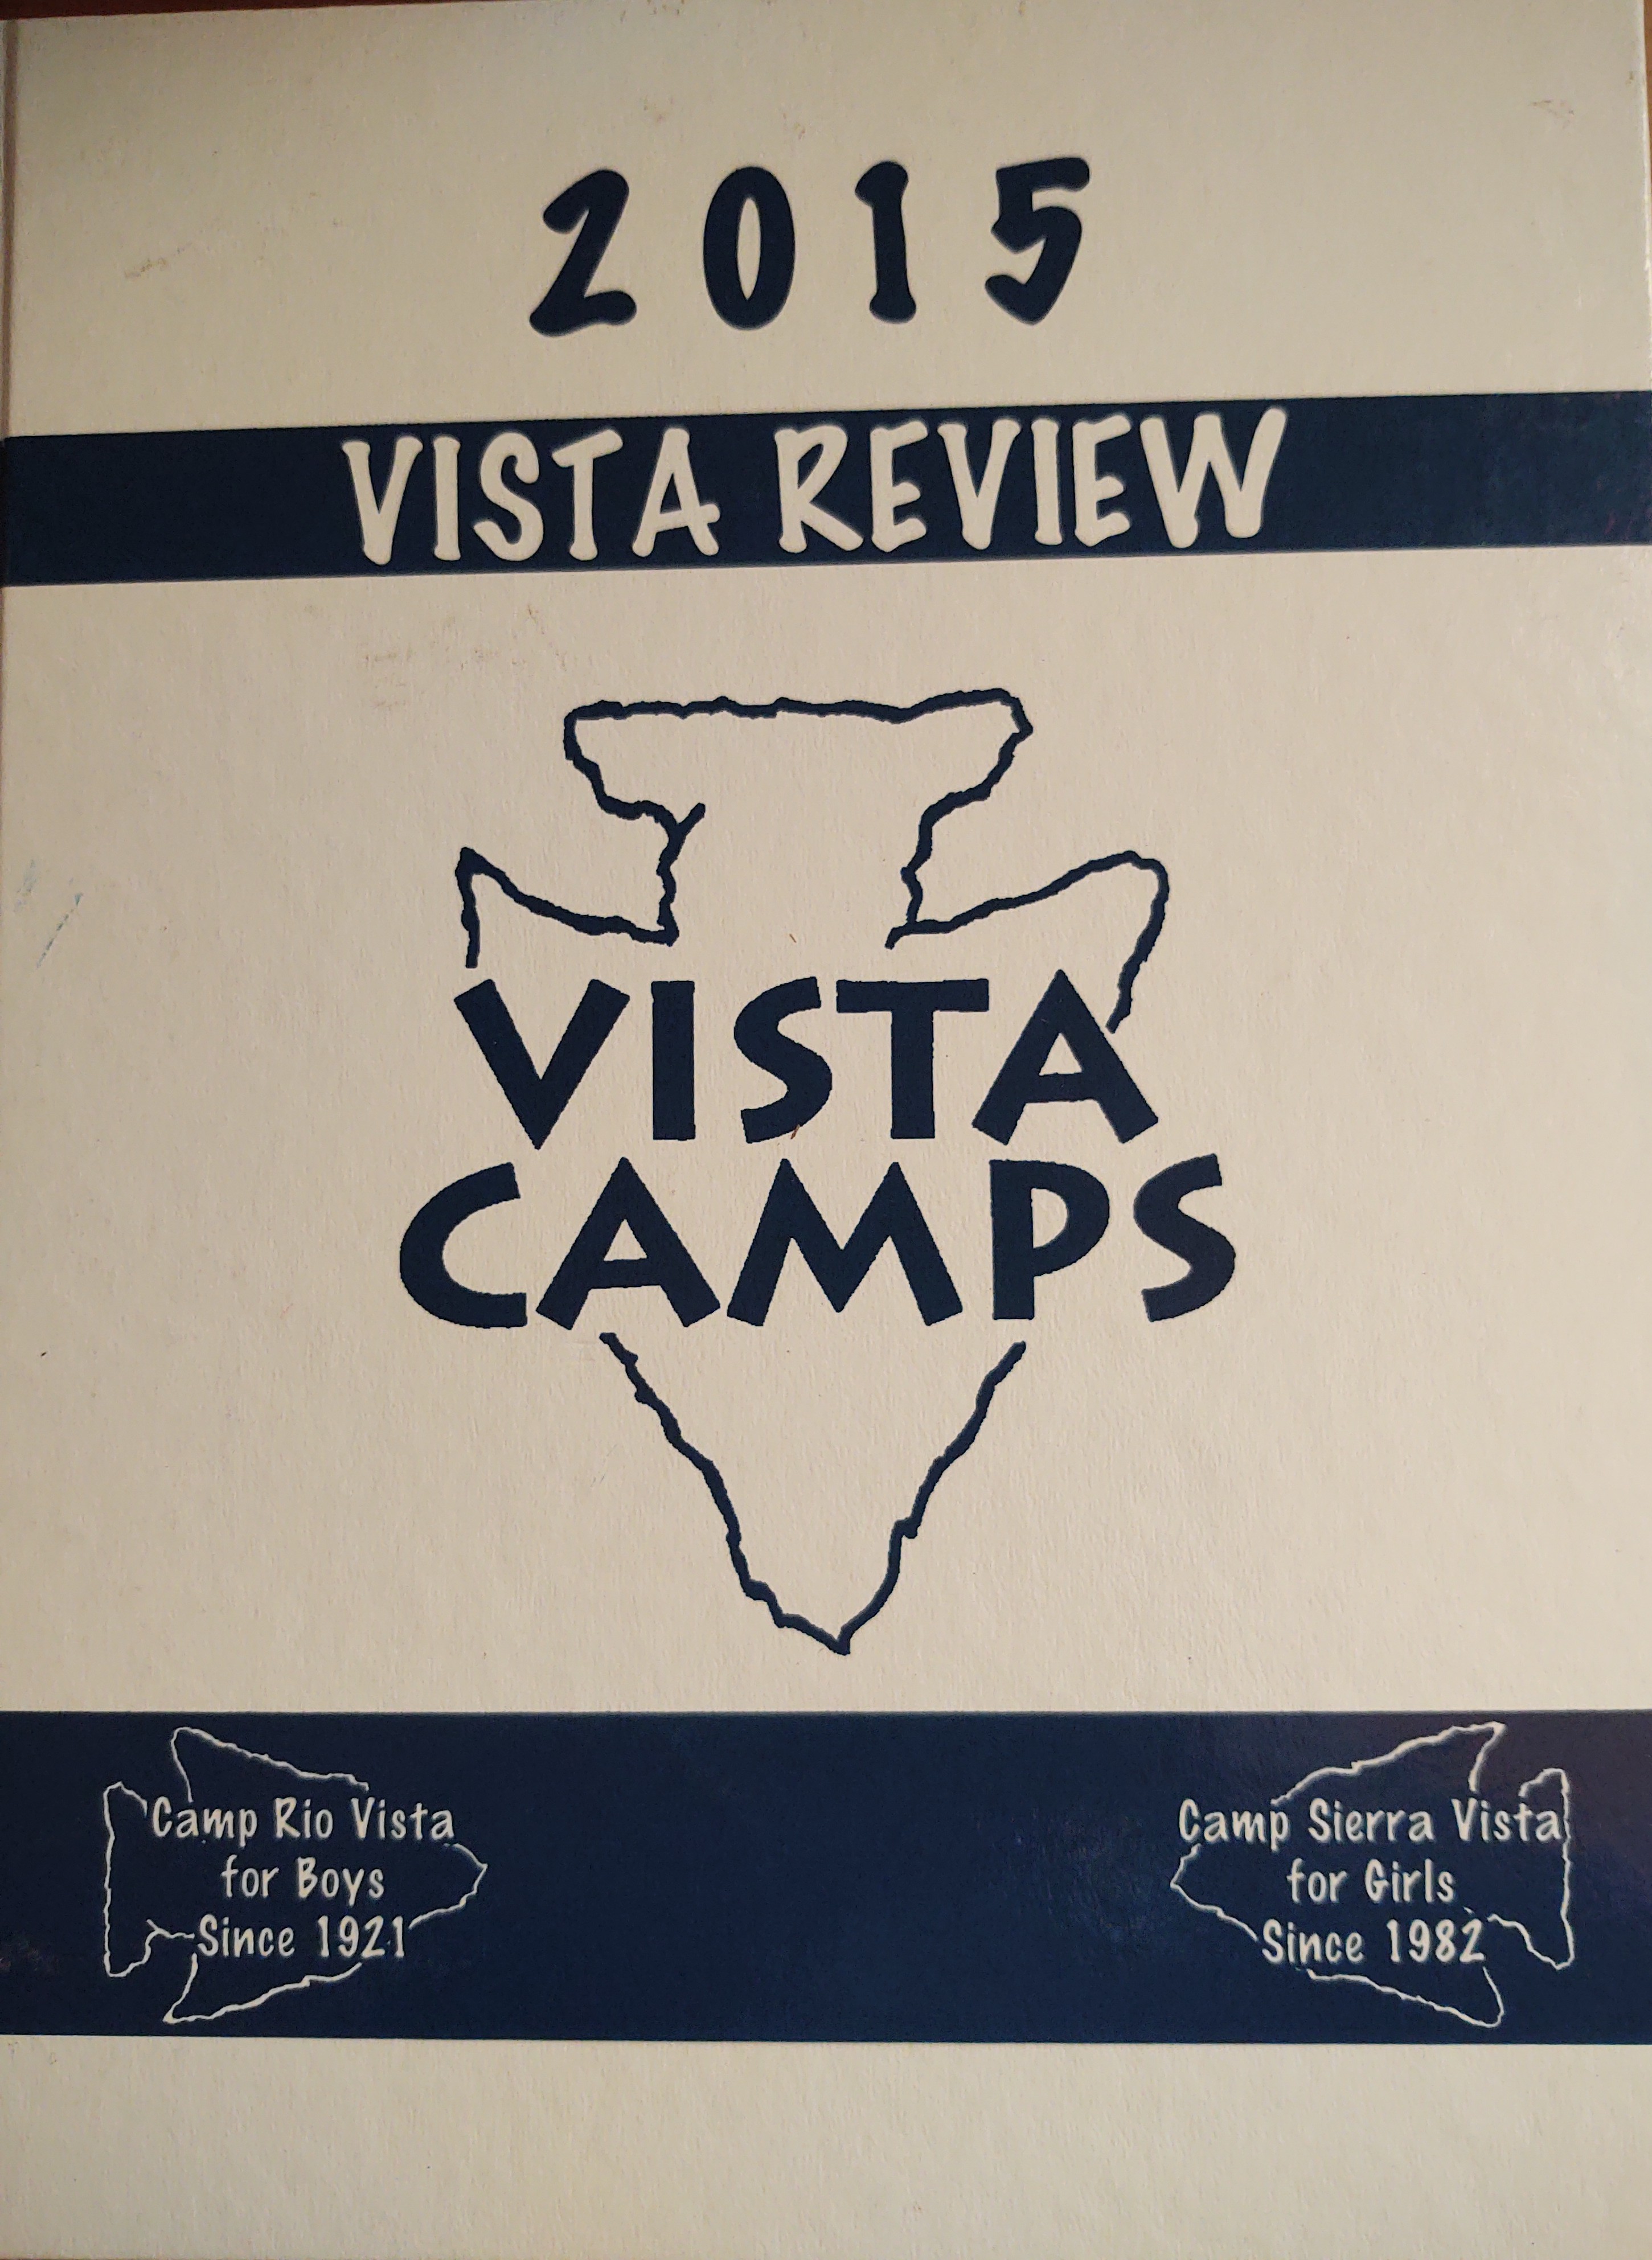 2015
VISTA REVIEW
VISTA
CAMPS
Camp Rio Vista
for Boys
Since 1921
Camp Sierra Vista
for Girls
Since 1982